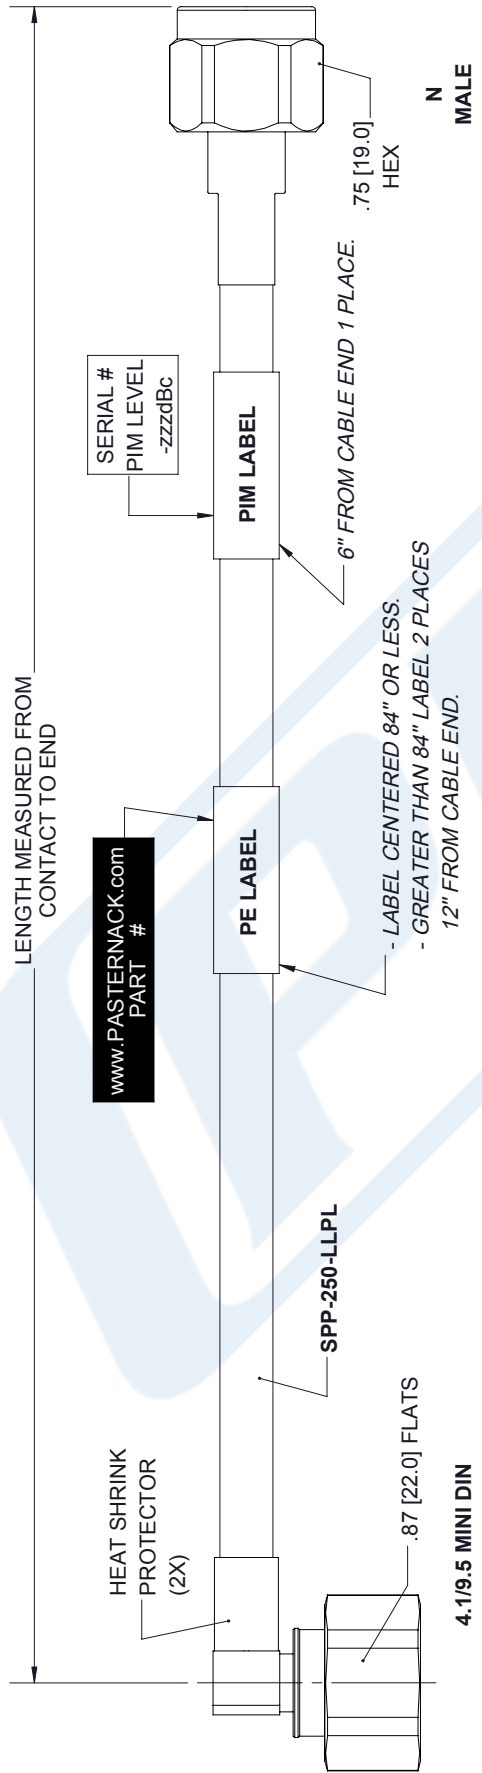 LENGTH MEASURED FROM
CONTACT TO END
HEAT SHRINK
PROTECTOR
(2X)
www.PASTERNACK.com
PART #
SERIAL #
PIM LEVEL
-zzzdBc
PE LABEL
PIM LABEL
SPP-250-LLPL
- LABEL CENTERED 84" OR LESS.
- GREATER THAN 84" LABEL 2 PLACES
12" FROM CABLE END.
6" FROM CABLE END 1 PLACE.
.75 [19.0]
HEX
.87 [22.0] FLATS
4.1/9.5 MINI DIN
N
MALE